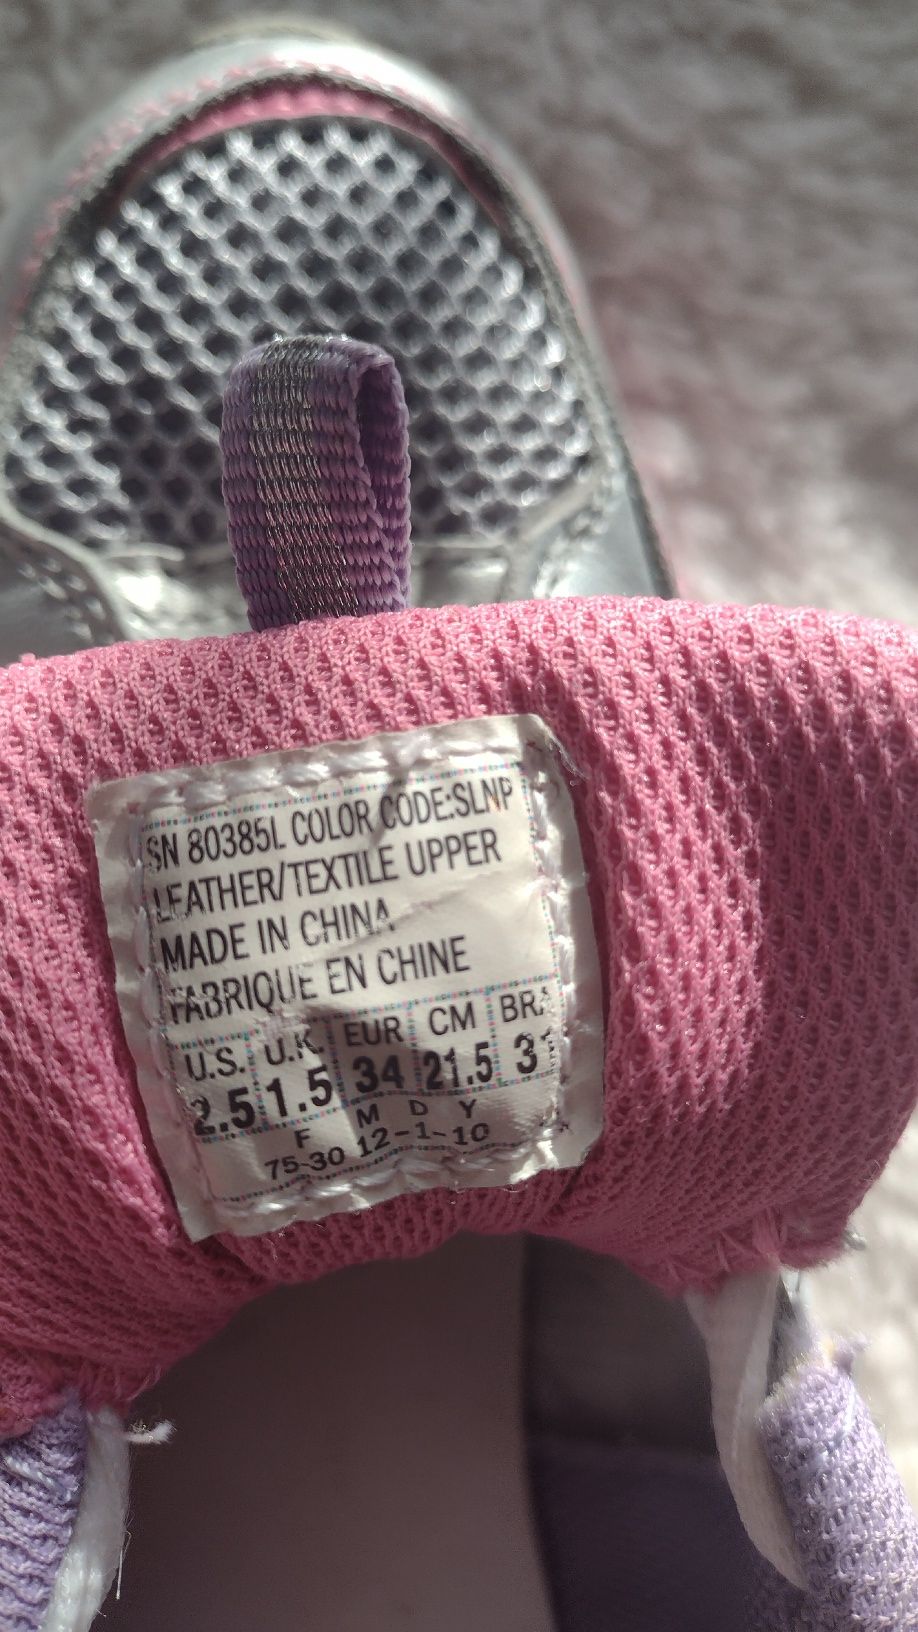 SN 80385L COLOR CODE:SLNP
LEATHER/TEXTILE UPPER
MADE IN CHINA
FABRIQUE EN CHINE
U.S. U.K. EUR CM
2.5 1.5 34 21.5
F M D Y
75-30 12-1-10